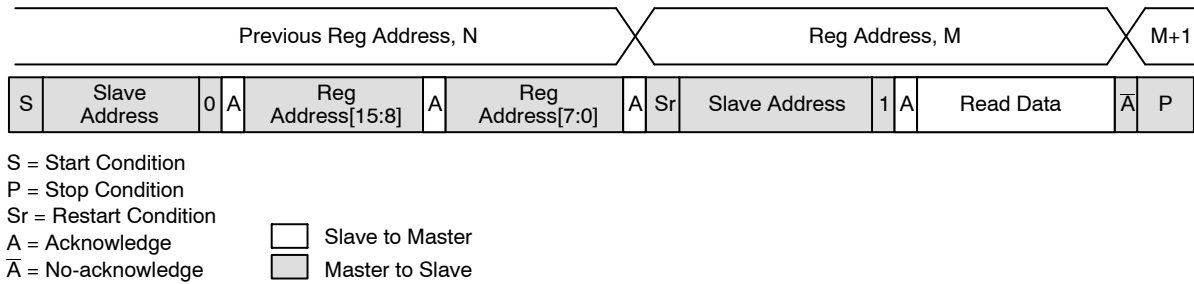 Previous Reg Address, N Reg Address, M M+1
S Slave Address 0 A Reg Address[15:8] A Reg Address[7:0] A Sr Slave Address 1 A Read Data A̅ P
S = Start Condition
P = Stop Condition
Sr = Restart Condition
A = Acknowledge
A̅ = No-acknowledge
Slave to Master
Master to Slave